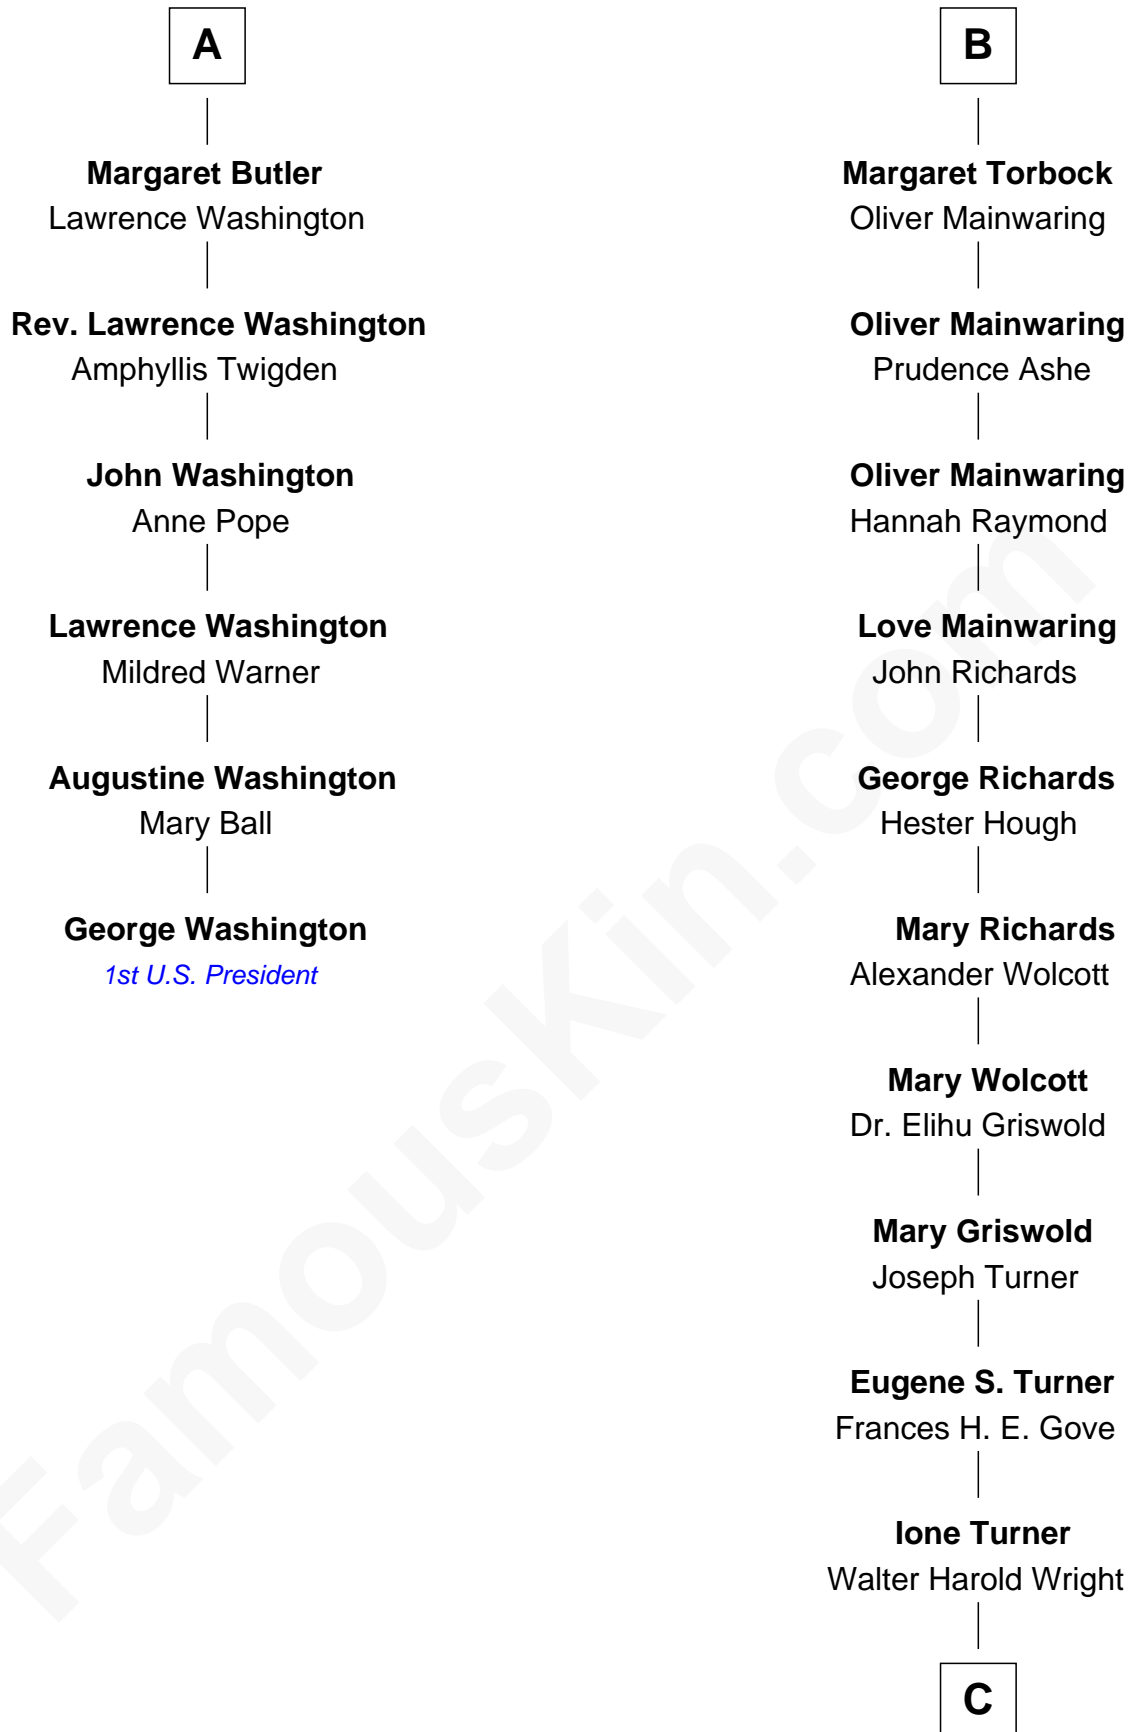 A
Margaret Butler
Lawrence Washington
Rev. Lawrence Washington
Amphyllis Twigden
John Washington
Anne Pope
Lawrence Washington
Mildred Warner
Augustine Washington
Mary Ball
George Washington
1st U.S. President
B
Margaret Torbock
Oliver Mainwaring
Oliver Mainwaring
Prudence Ashe
Oliver Mainwaring
Hannah Raymond
Love Mainwaring
John Richards
George Richards
Hester Hough
Mary Richards
Alexander Wolcott
Mary Wolcott
Dr. Elihu Griswold
Mary Griswold
Joseph Turner
Eugene S. Turner
Frances H. E. Gove
Ione Turner
Walter Harold Wright
C
FamousKin.com